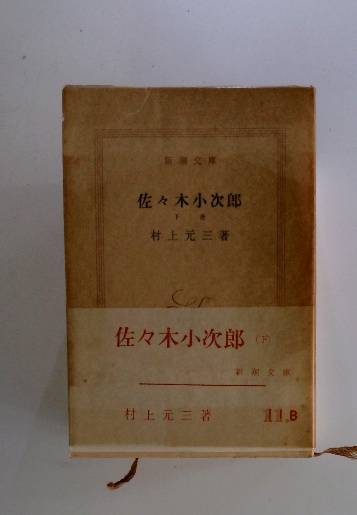 新潮文庫
佐々木小次郎
下巻
村上元三著
佐々木小次郎（下）
新潮文庫
村上元三著 11.B